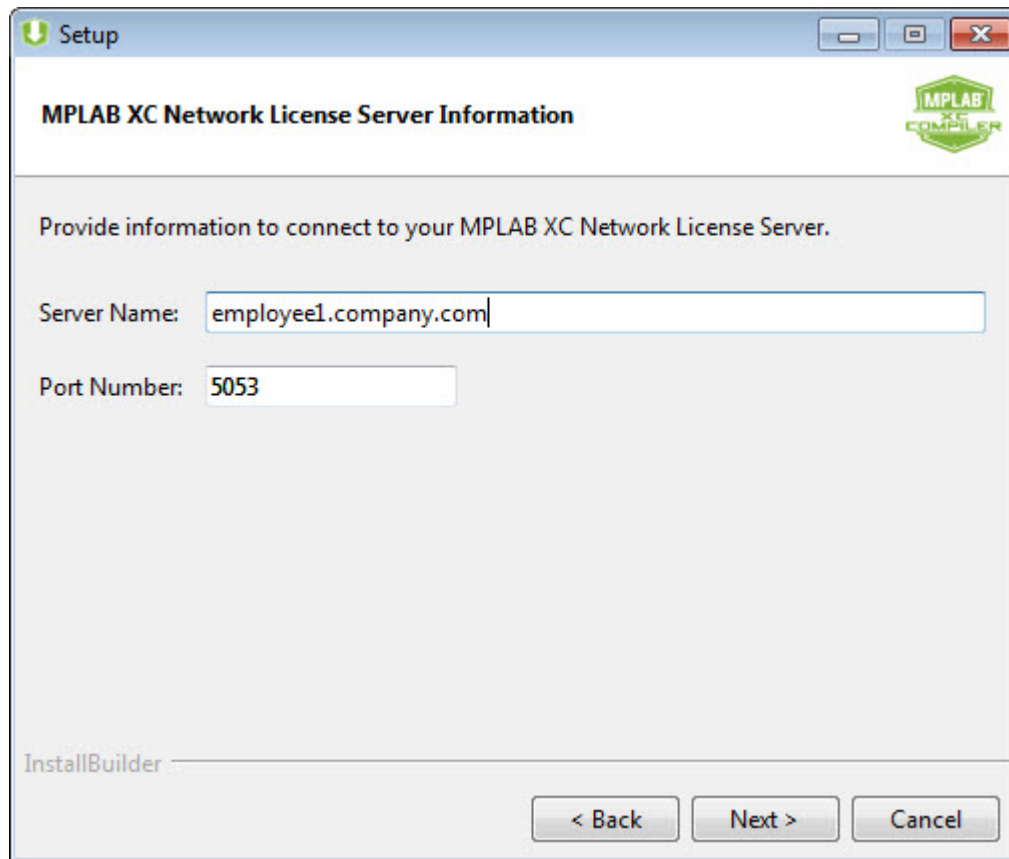 Setup
MPLAB XC Network License Server Information
MPLAB
XC
COMPILER
Provide information to connect to your MPLAB XC Network License Server.
Server Name: employee1.company.com
Port Number: 5053
InstallBuilder
< Back Next > Cancel